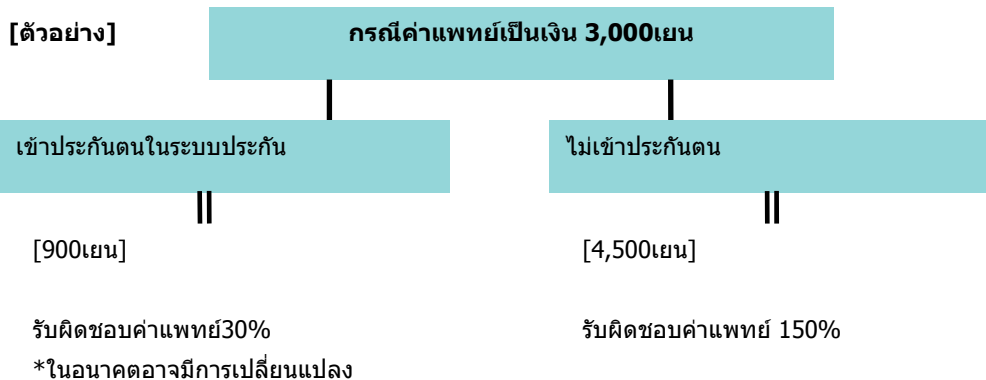 [ตัวอย่าง]
กรณีค่าแพทย์เป็นเงิน 3,000เยน
เข้าประกันตนในระบบประกัน
ไม่เข้าประกันตน
[900เยน]
[4,500เยน]
รับผิดชอบค่าแพทย์30%
รับผิดชอบค่าแพทย์ 150%
*ในอนาคตอาจมีการเปลี่ยนแปลง